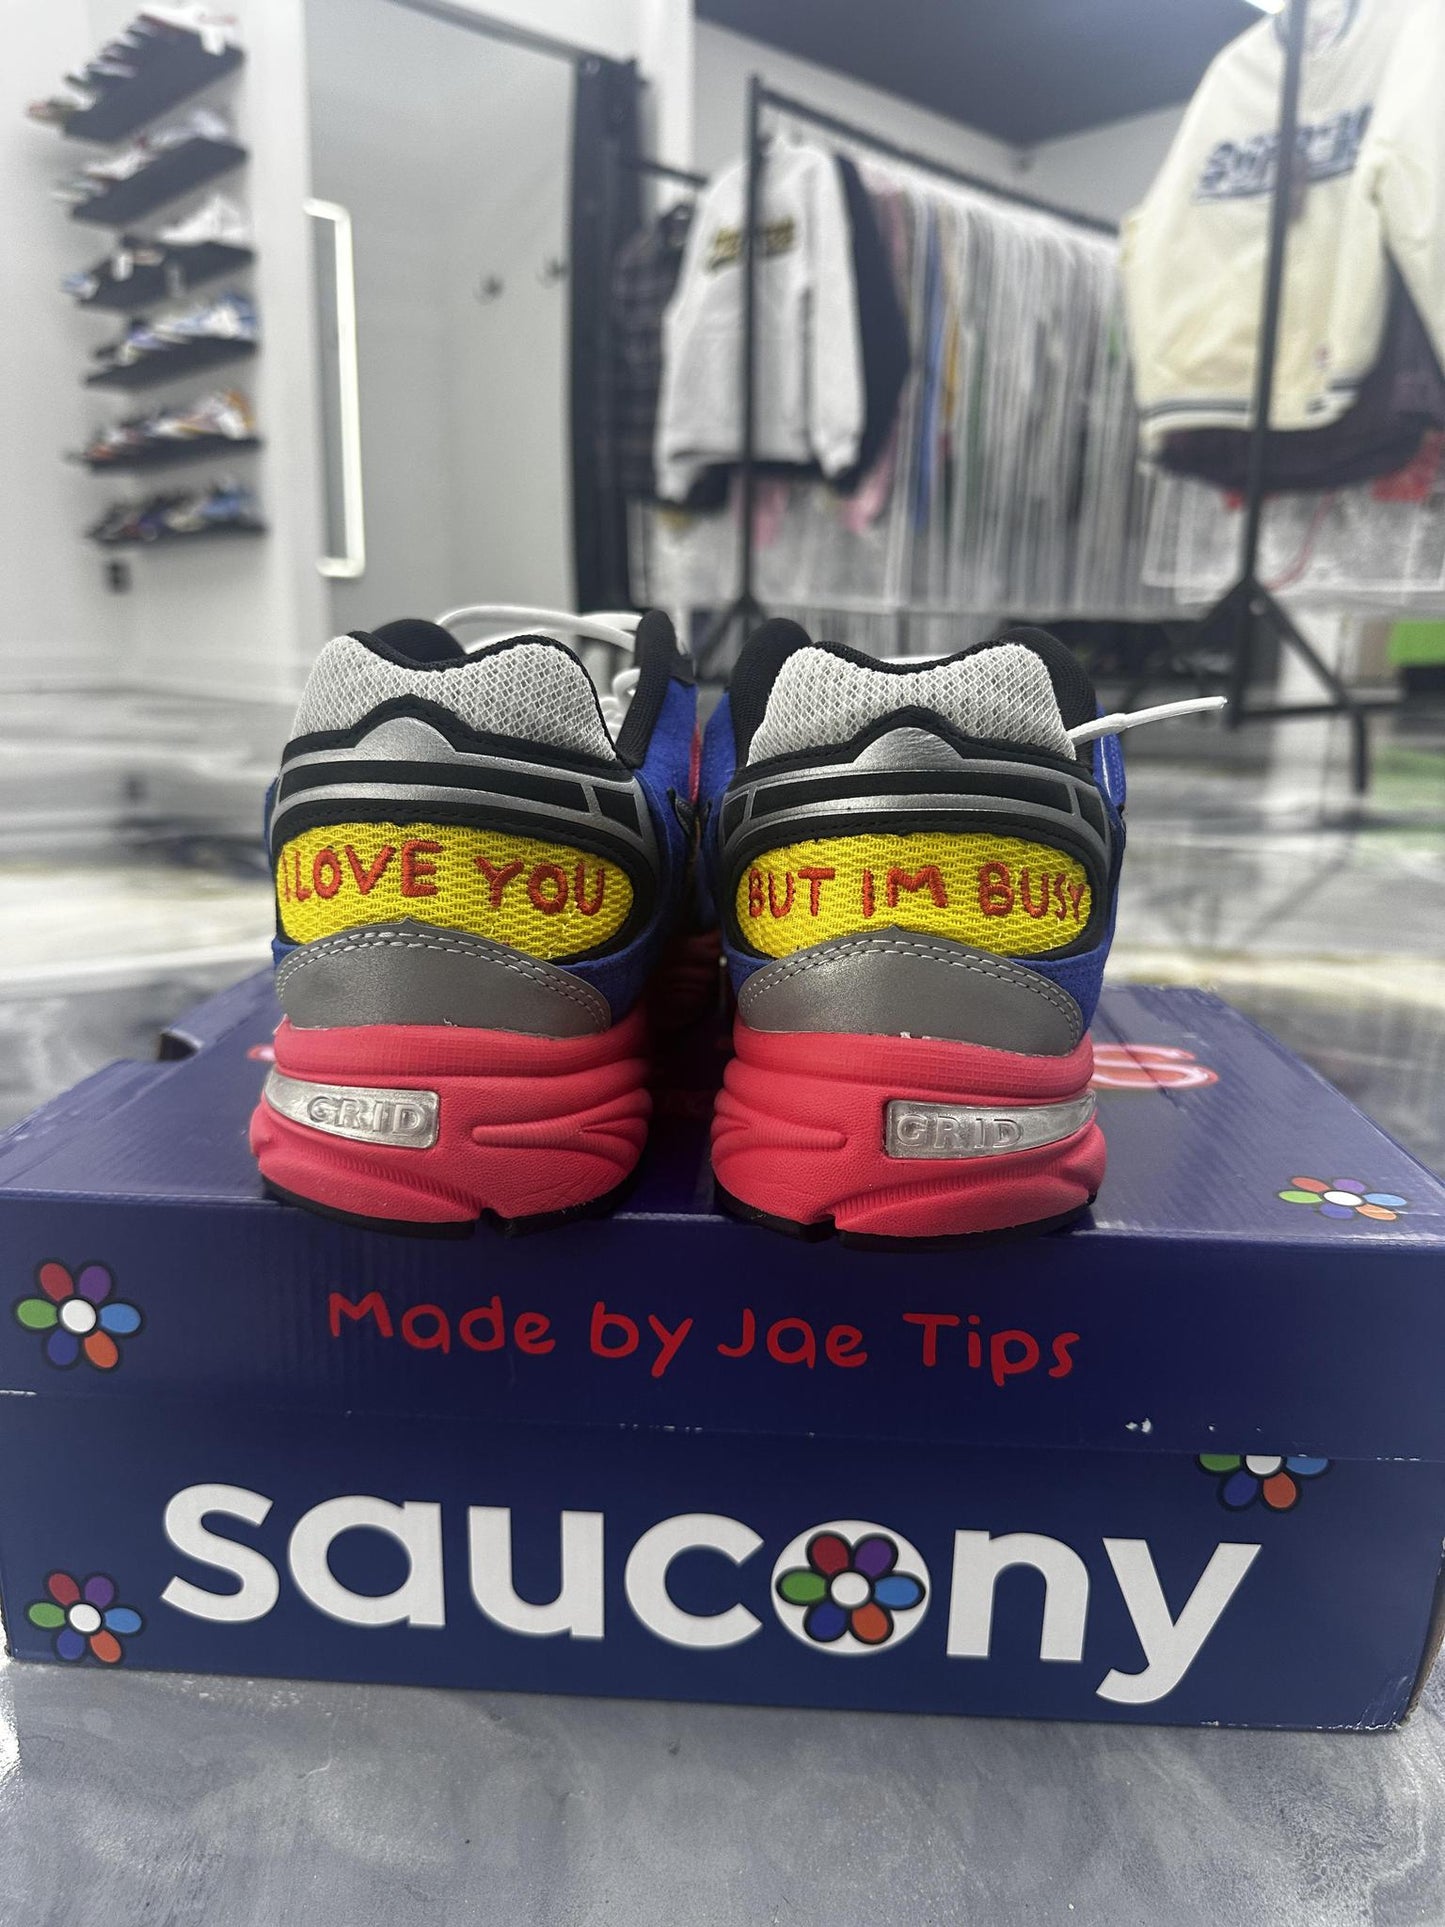 I LOVE YOU
BUT IM BUSY
GRID
GRID
Made by Jae Tips
saucony